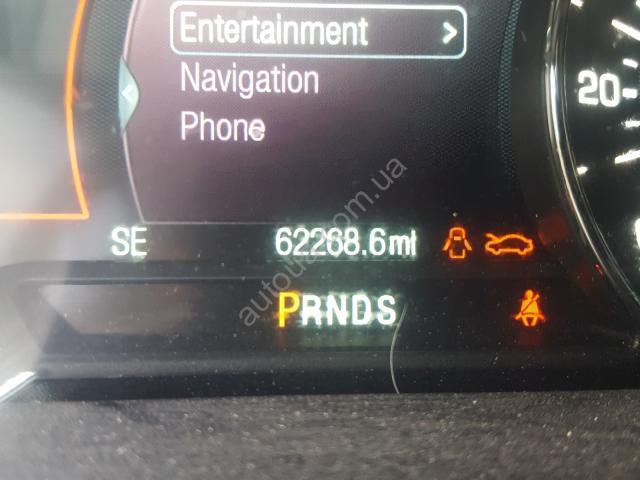 Entertainment >
Navigation
Phone
20
SE 62268.6mi
PRNDS
autoua.com.ua